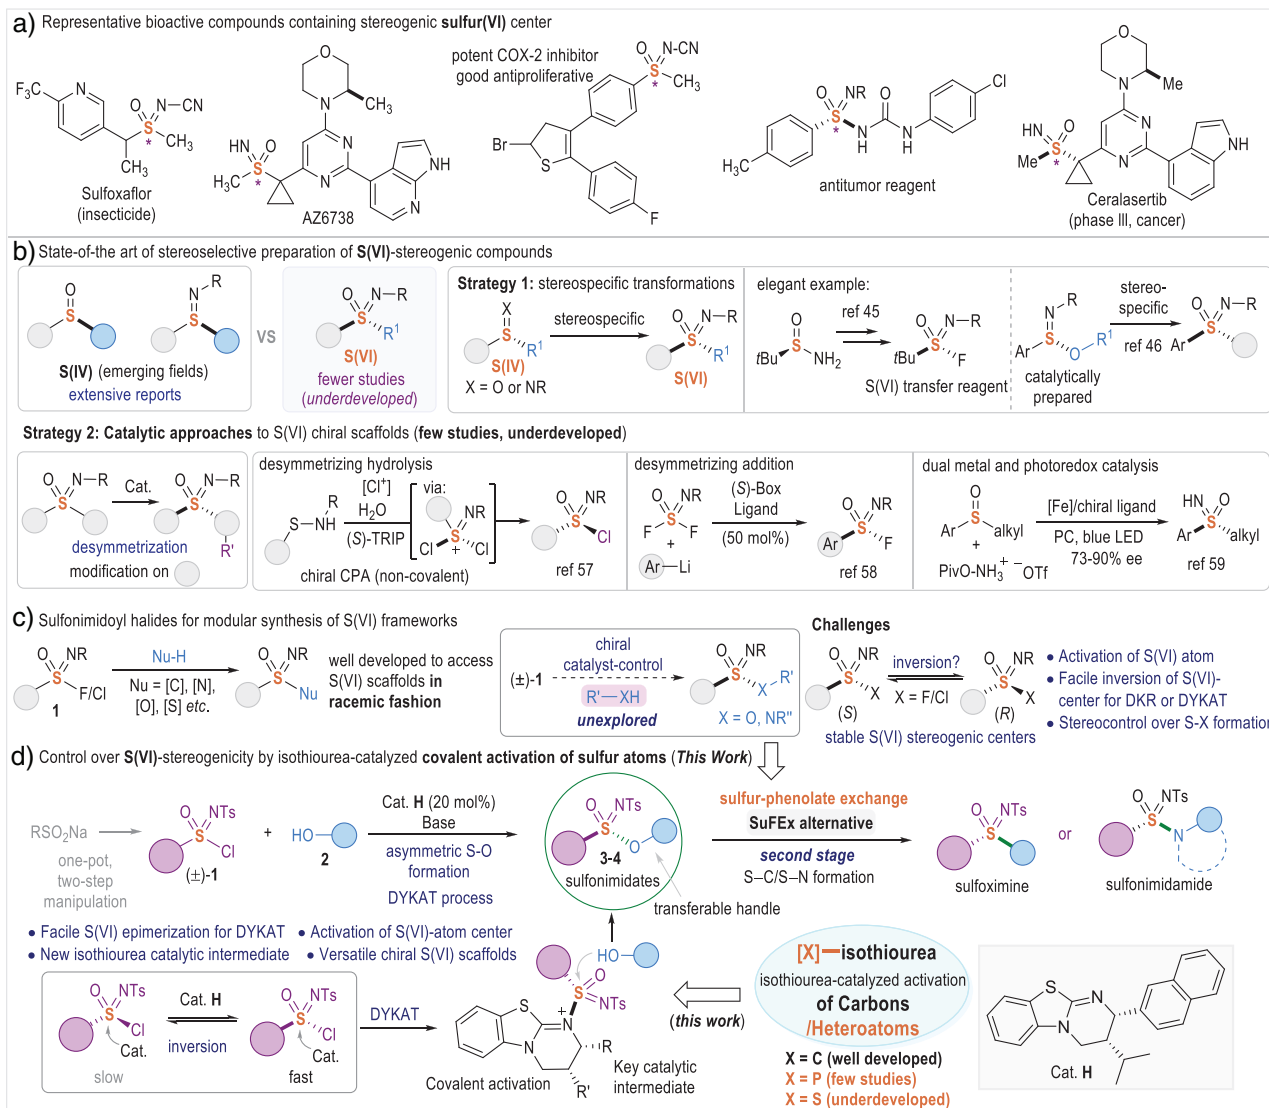 a) Representative bioactive compounds containing stereogenic sulfur(VI) center
F₃C
N
O
S
*
N—CN
CH₃
CH₃
Sulfoxaflor
(insecticide)
O
N
CH₃
HN
O
S
*
H₃C
N
N
NH
N
AZ6738
potent COX-2 inhibitor
good antiproliferative
O
N-CN
S
*
CH₃
Br
S
F
O
NR
O
S
*
N
H
N
H
Cl
H₃C
antitumor reagent
O
N
Me
HN
O
S
*
Me
N
N
NH
Ceralasertib
(phase III, cancer)
b) State-of-the art of stereoselective preparation of S(VI)-stereogenic compounds
O
S
N—R
S
S(IV) (emerging fields)
extensive reports
VS
O
N—R
S
R¹
S(VI)
fewer studies
(underdeveloped)
Strategy 1: stereospecific transformations
X
S
R¹
S(IV)
X = O or NR
stereospecific
O
N—R
S
R¹
S(VI)
elegant example:
O
S
tBu
NH₂
ref 45
O
N—R
S
tBu
F
S(VI) transfer reagent
N—R
S
Ar
O
R¹
catalytically
prepared
stereo-
specific
ref 46
O
N—R
S
Ar
Strategy 2: Catalytic approaches to S(VI) chiral scaffolds (few studies, underdeveloped)
O
N—R
S
Cat.
O
N—R
S
R'
desymmetrization
modification on
desymmetrizing hydrolysis
R
S
NH
[Cl⁺]
H₂O
(S)-TRIP
via:
NR
S
Cl
+
Cl
O
NR
S
Cl
chiral CPA (non-covalent)
ref 57
desymmetrizing addition
O
NR
S
F
F
+
Ar
Li
(S)-Box
Ligand
(50 mol%)
O
NR
S
Ar
F
ref 58
dual metal and photoredox catalysis
O
S
Ar
alkyl
+
PivO-NH₃⁺ ⁻OTf
[Fe]/chiral ligand
PC, blue LED
73-90% ee
HN
O
S
Ar
alkyl
ref 59
c) Sulfonimidoyl halides for modular synthesis of S(VI) frameworks
O
NR
S
F/Cl
1
Nu-H
Nu = [C], [N],
[O], [S] etc.
O
NR
S
Nu
well developed to access
S(VI) scaffolds in
racemic fashion
(±)-1
chiral
catalyst-control
R'—XH
unexplored
O
NR
S
X
R'
X = O, NR''
Challenges
O
NR
S
X
(S)
inversion?
X = F/Cl
O
NR
S
X
(R)
stable S(VI) stereogenic centers
● Activation of S(VI) atom
● Facile inversion of S(VI)-
center for DKR or DYKAT
● Stereocontrol over S-X formation
d) Control over S(VI)-stereogenicity by isothiourea-catalyzed covalent activation of sulfur atoms (This Work)
RSO₂Na
one-pot,
two-step
manipulation
O
NTs
S
Cl
(±)-1
+
HO
2
Cat. H (20 mol%)
Base
asymmetric S-O
formation
DYKAT process
O
NTs
S
O
3-4
sulfonimidates
transferable handle
sulfur-phenolate exchange
SuFEx alternative
second stage
S–C/S–N formation
O
NTs
S
sulfoximine
or
O
NTs
S
N
sulfonimidamide
● Facile S(VI) epimerization for DYKAT
● Activation of S(VI)-atom center
● New isothiourea catalytic intermediate
● Versatile chiral S(VI) scaffolds
O
NTs
S
Cl
Cat.
slow
Cat. H
inversion
O
NTs
S
Cl
Cat.
fast
DYKAT
HO
O
S
NTs
S
+
N
N
R
R'
Covalent activation
Key catalytic
intermediate
(this work)
[X]—isothiourea
isothiourea-catalyzed activation
of Carbons
/Heteroatoms
X = C (well developed)
X = P (few studies)
X = S (underdeveloped)
S
N
N
Cat. H